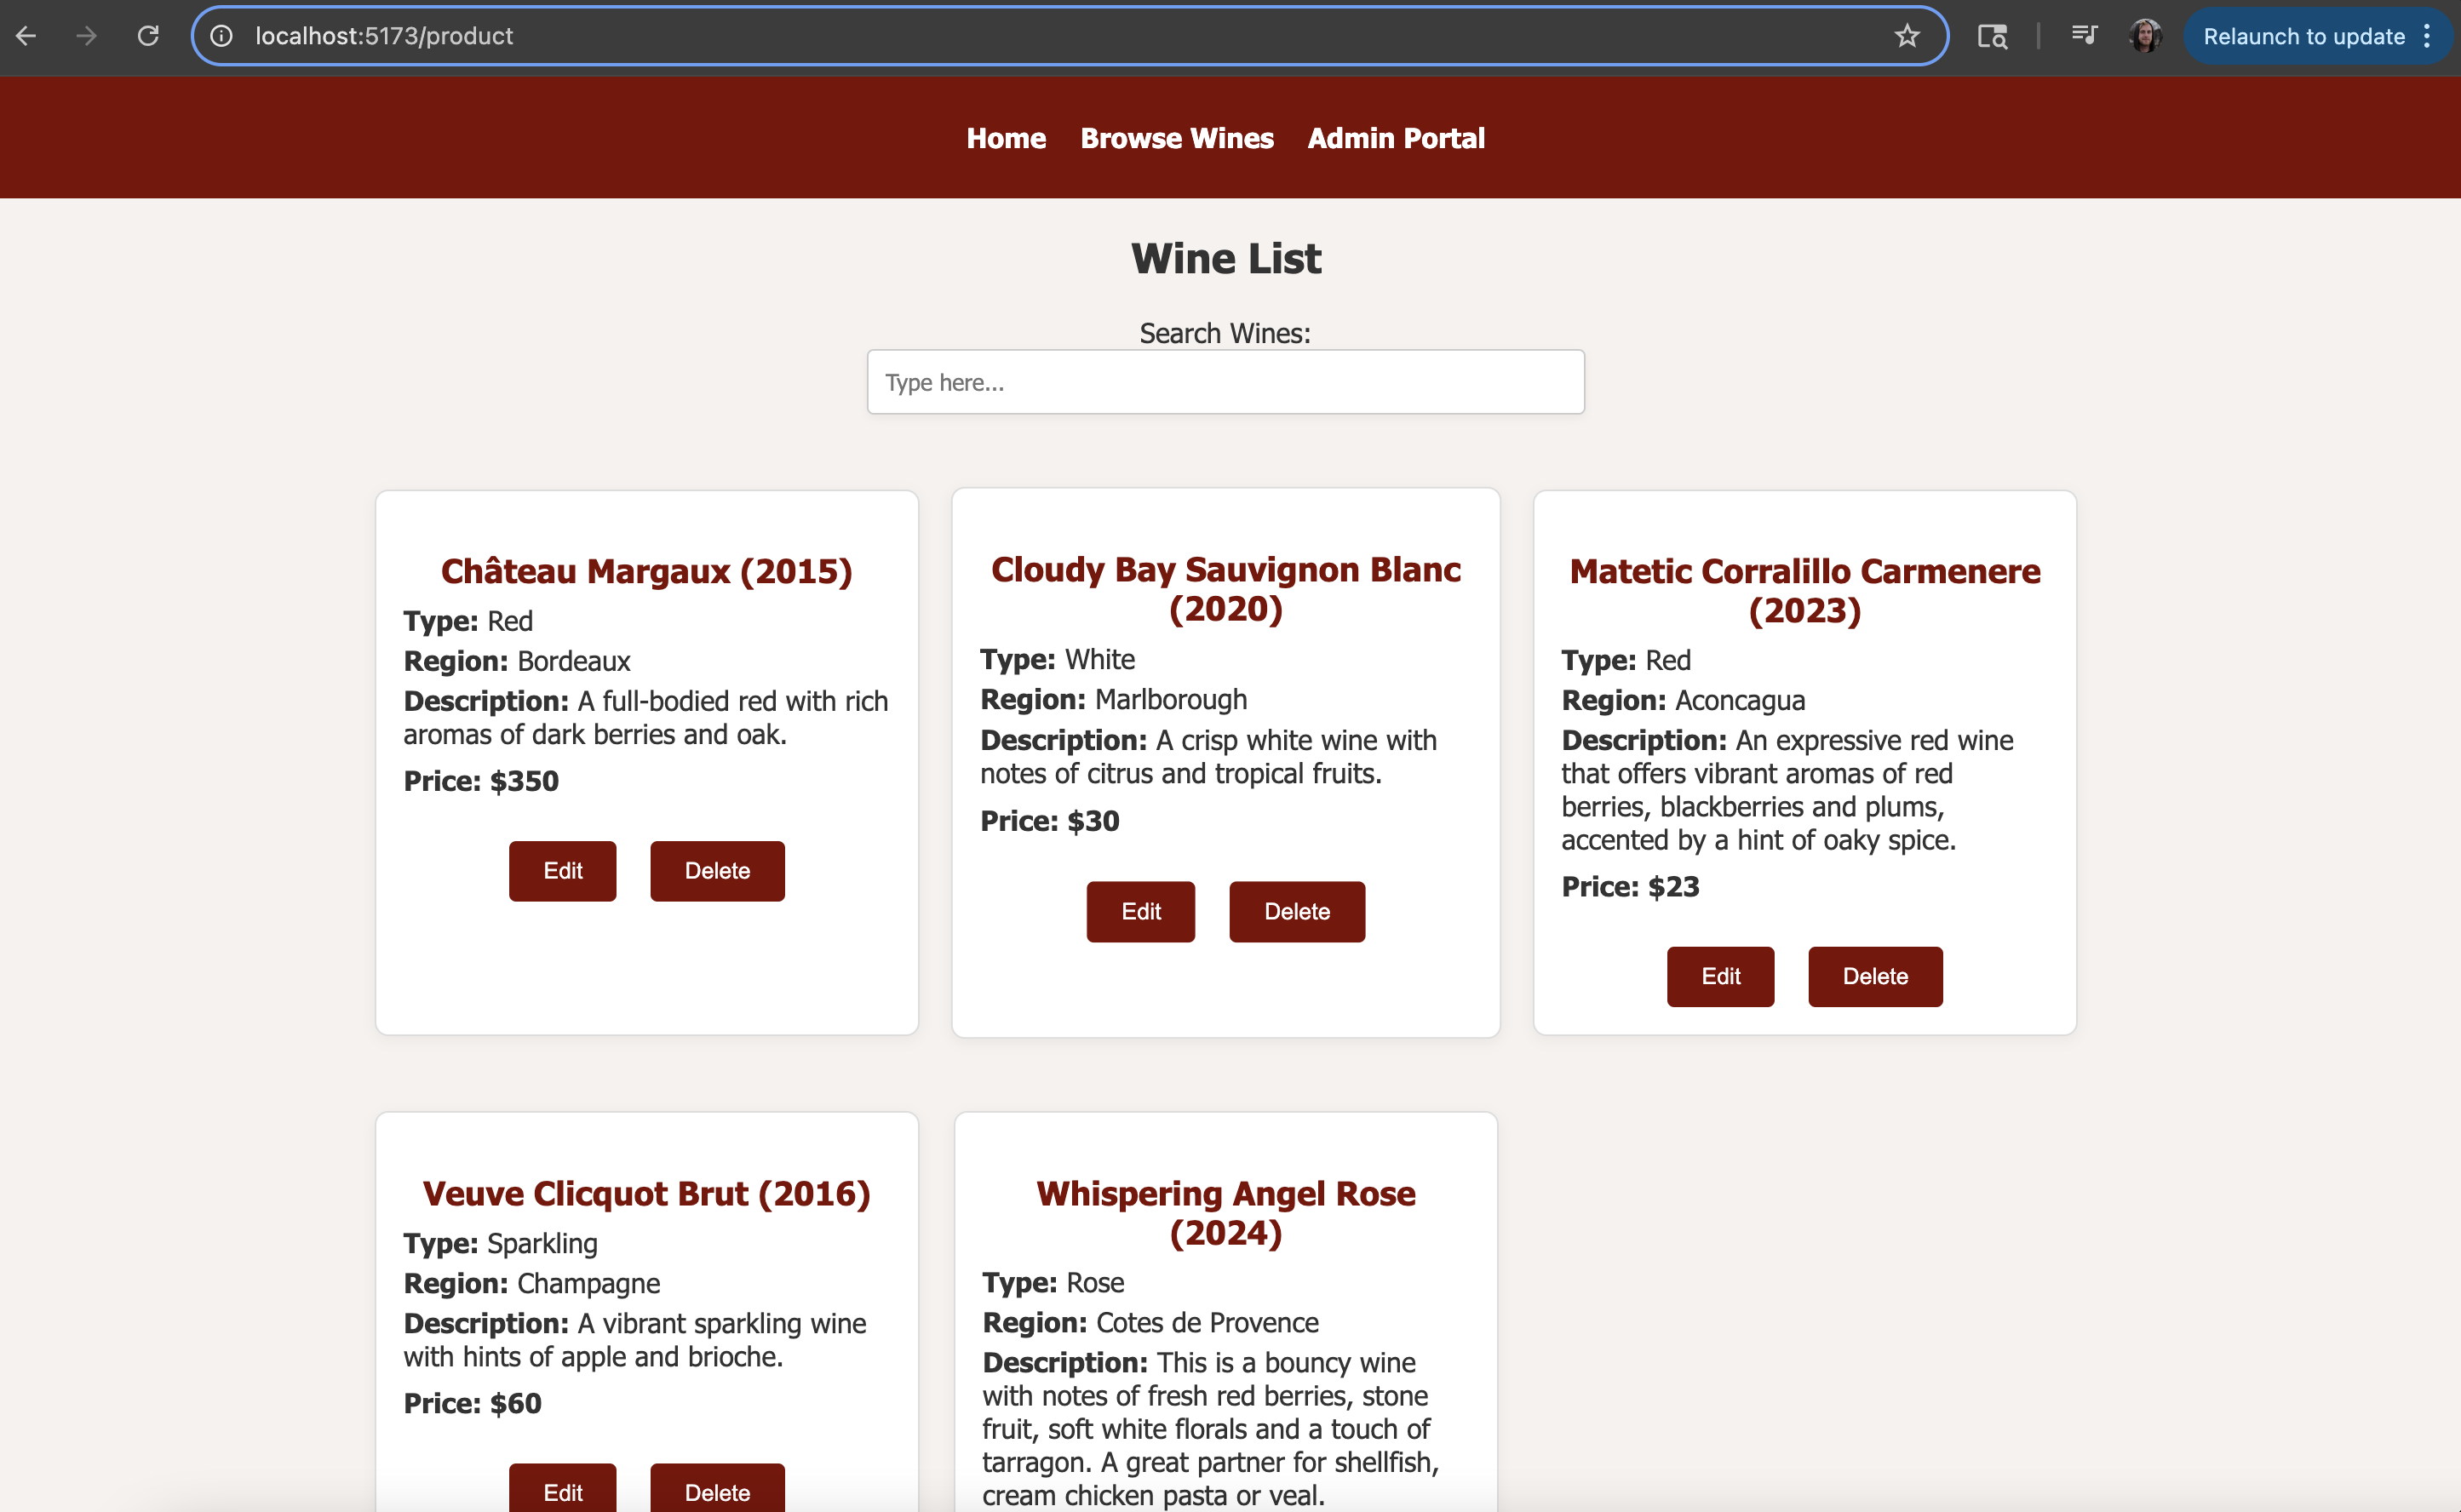 localhost:5173/product
Relaunch to update
Home Browse Wines Admin Portal
Wine List
Search Wines:
Type here...
Château Margaux (2015)
Type: Red
Region: Bordeaux
Description: A full-bodied red with rich
aromas of dark berries and oak.
Price: $350
Edit Delete
Cloudy Bay Sauvignon Blanc
(2020)
Type: White
Region: Marlborough
Description: A crisp white wine with
notes of citrus and tropical fruits.
Price: $30
Edit Delete
Matetic Corralillo Carmenere
(2023)
Type: Red
Region: Aconcagua
Description: An expressive red wine
that offers vibrant aromas of red
berries, blackberries and plums,
accented by a hint of oaky spice.
Price: $23
Edit Delete
Veuve Clicquot Brut (2016)
Type: Sparkling
Region: Champagne
Description: A vibrant sparkling wine
with hints of apple and brioche.
Price: $60
Edit Delete
Whispering Angel Rose
(2024)
Type: Rose
Region: Cotes de Provence
Description: This is a bouncy wine
with notes of fresh red berries, stone
fruit, soft white florals and a touch of
tarragon. A great partner for shellfish,
cream chicken pasta or veal.